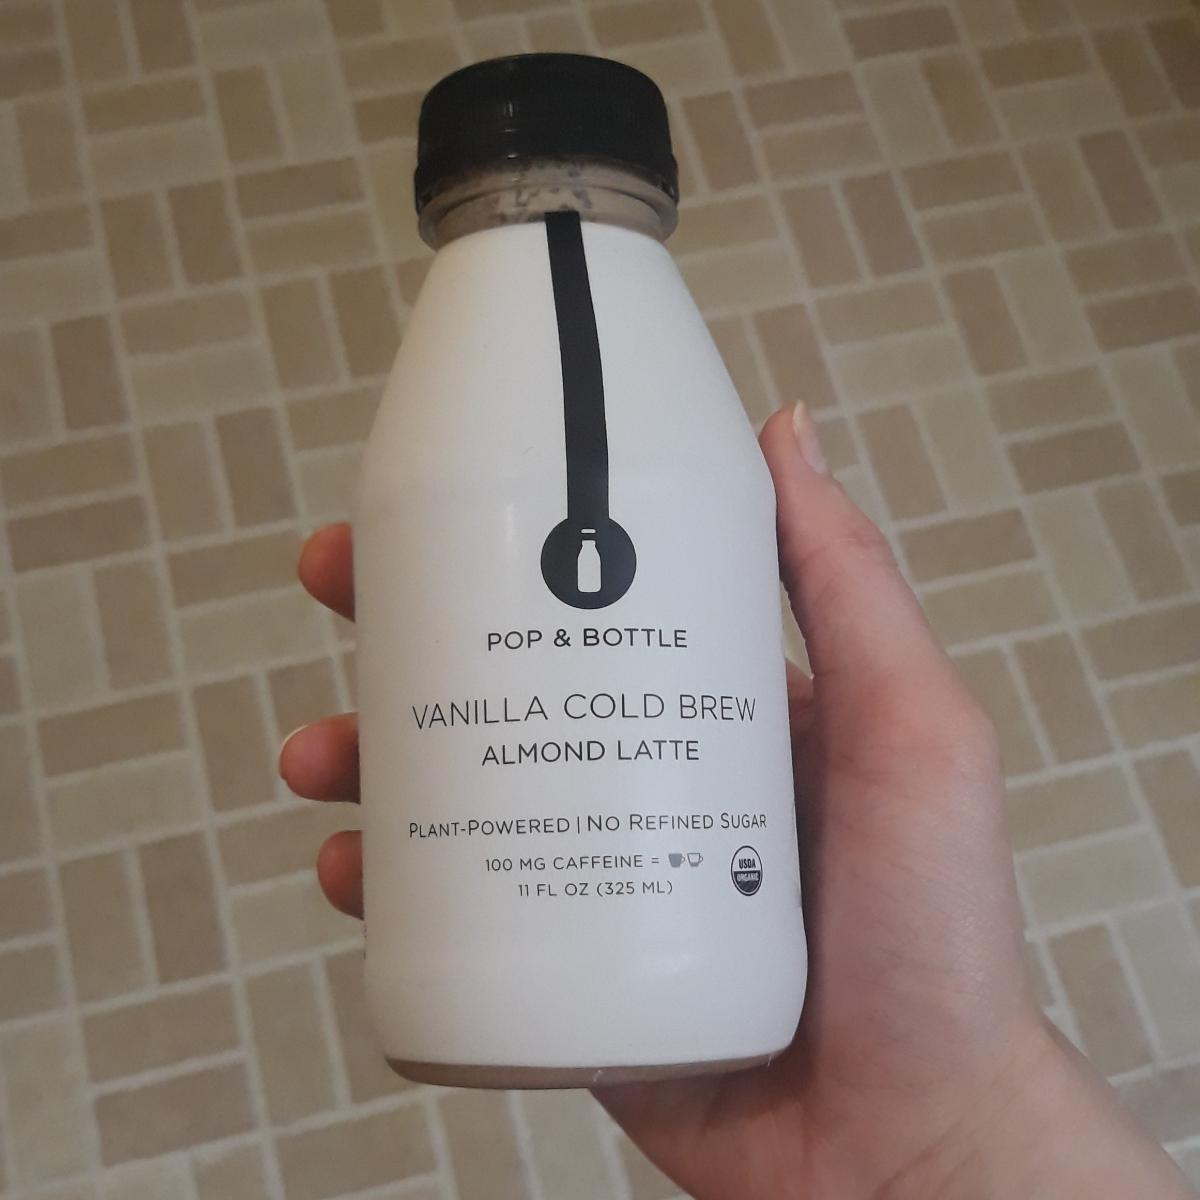 POP & BOTTLE
VANILLA COLD BREW
ALMOND LATTE
PLANT-POWERED | NO REFINED SUGAR
100 MG CAFFEINE =
11 FL OZ (325 ML)
USDA
ORGANIC